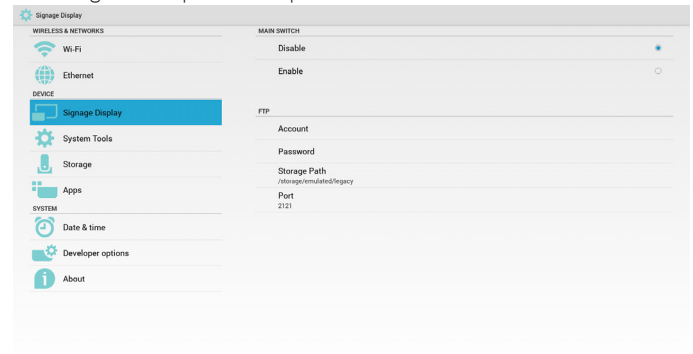 Signage Display
WIRELESS & NETWORKS
Wi-Fi
Ethernet
DEVICE
Signage Display
System Tools
Storage
Apps
SYSTEM
Date & time
Developer options
About
MAIN SWITCH
Disable
Enable
FTP
Account
Password
Storage Path
/storage/emulated/legacy
Port
2121